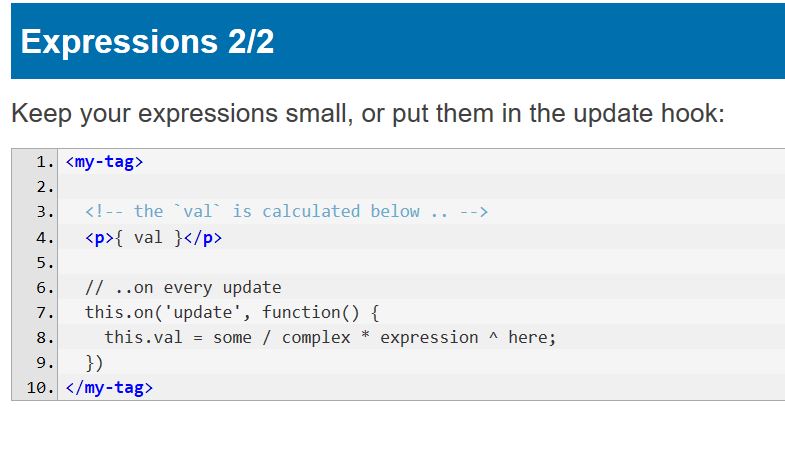 Expressions 2/2
Keep your expressions small, or put them in the update hook:
1. <my-tag>
2.
3.   <!-- the `val` is calculated below .. -->
4.   <p>{ val }</p>
5.
6.   // ..on every update
7.   this.on('update', function() {
8.     this.val = some / complex * expression ^ here;
9.   })
10. </my-tag>